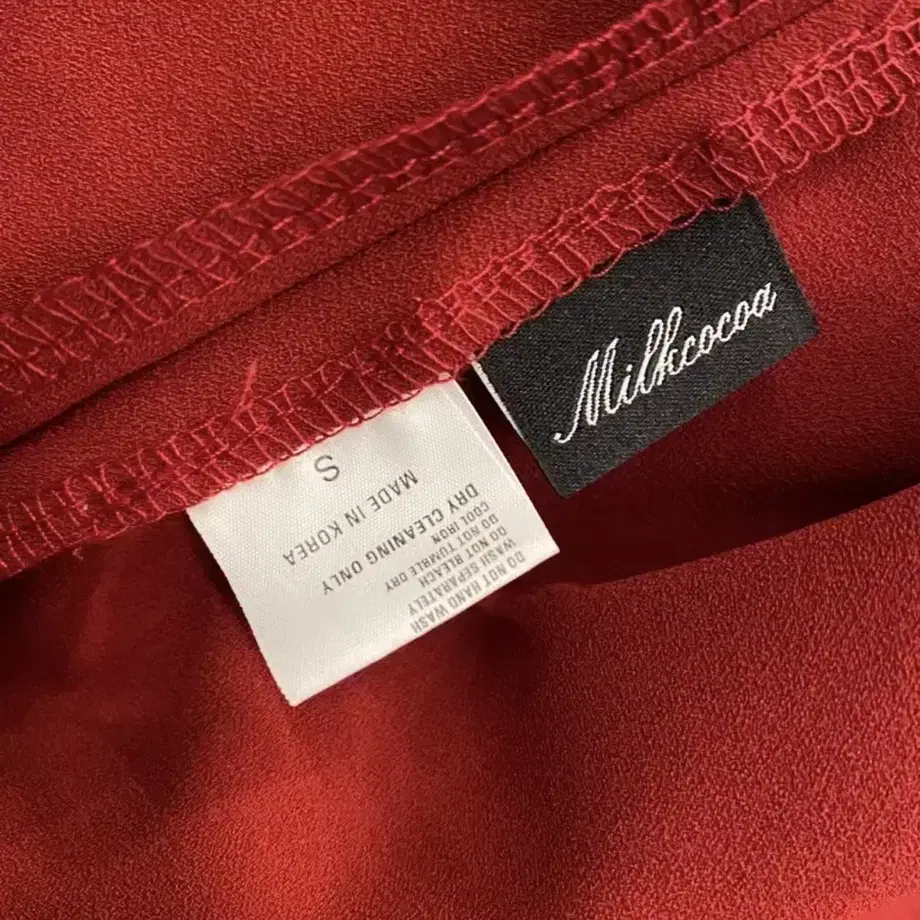 Milkcocoa
DO NOT HAND WASH
WASH SEPARATELY
DO NOT BLEACH
DO NOT TUMBLE DRY
COOL IRON
DRY CLEANING ONLY
MADE IN KOREA
S